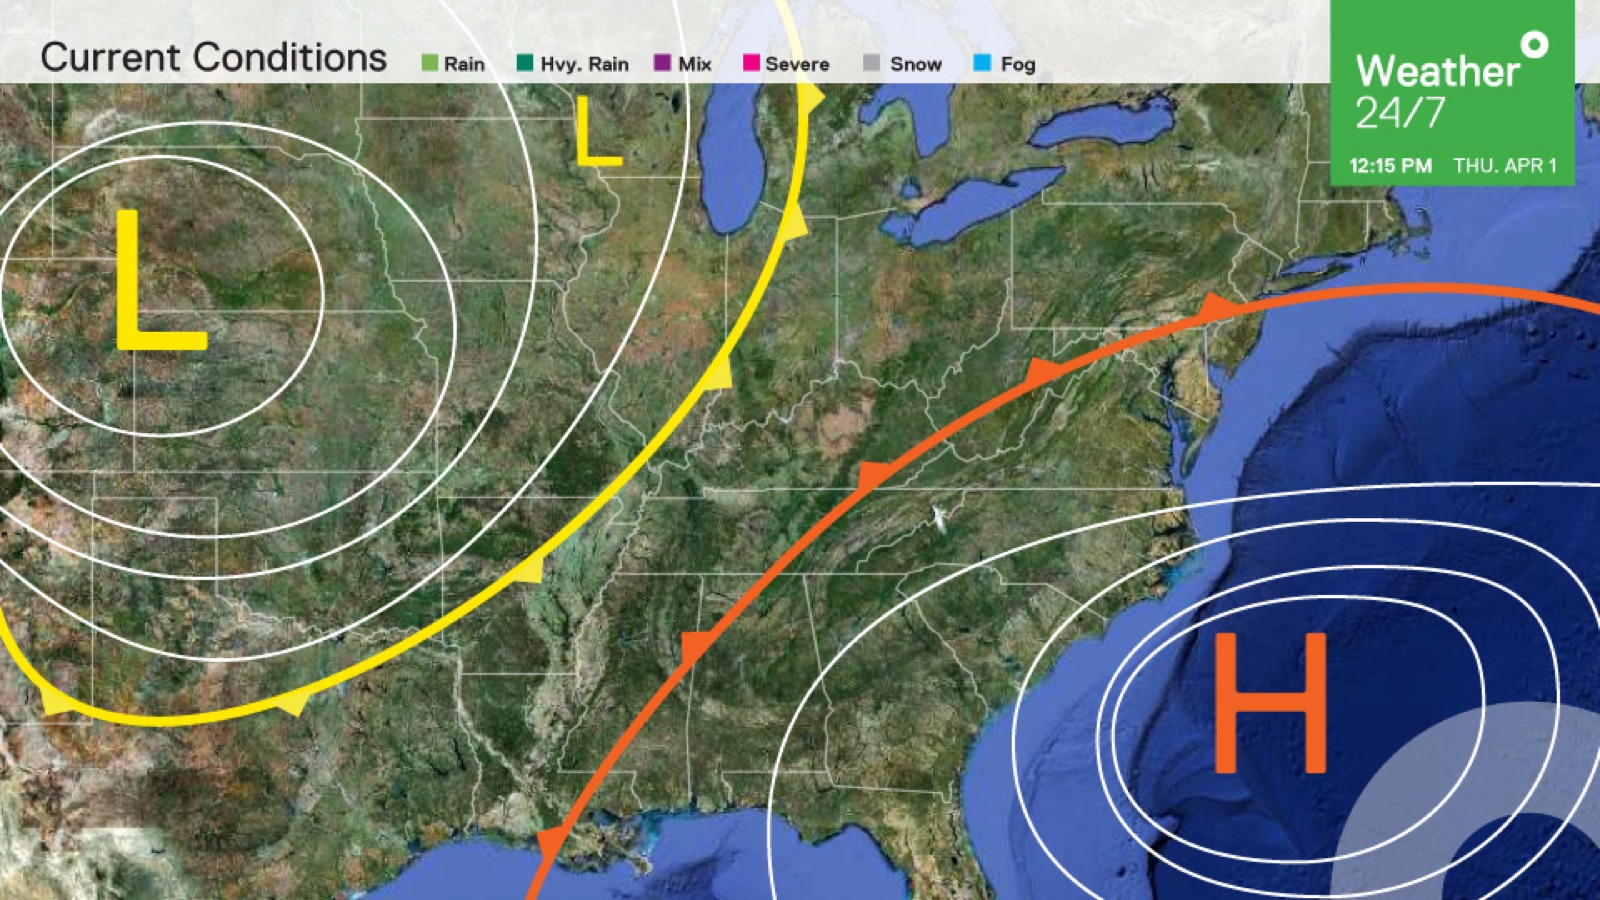 Current Conditions
Rain
Hvy. Rain
Mix
Severe
Snow
Fog
Weather
24/7
12:15 PM THU. APR 1
L
L
H